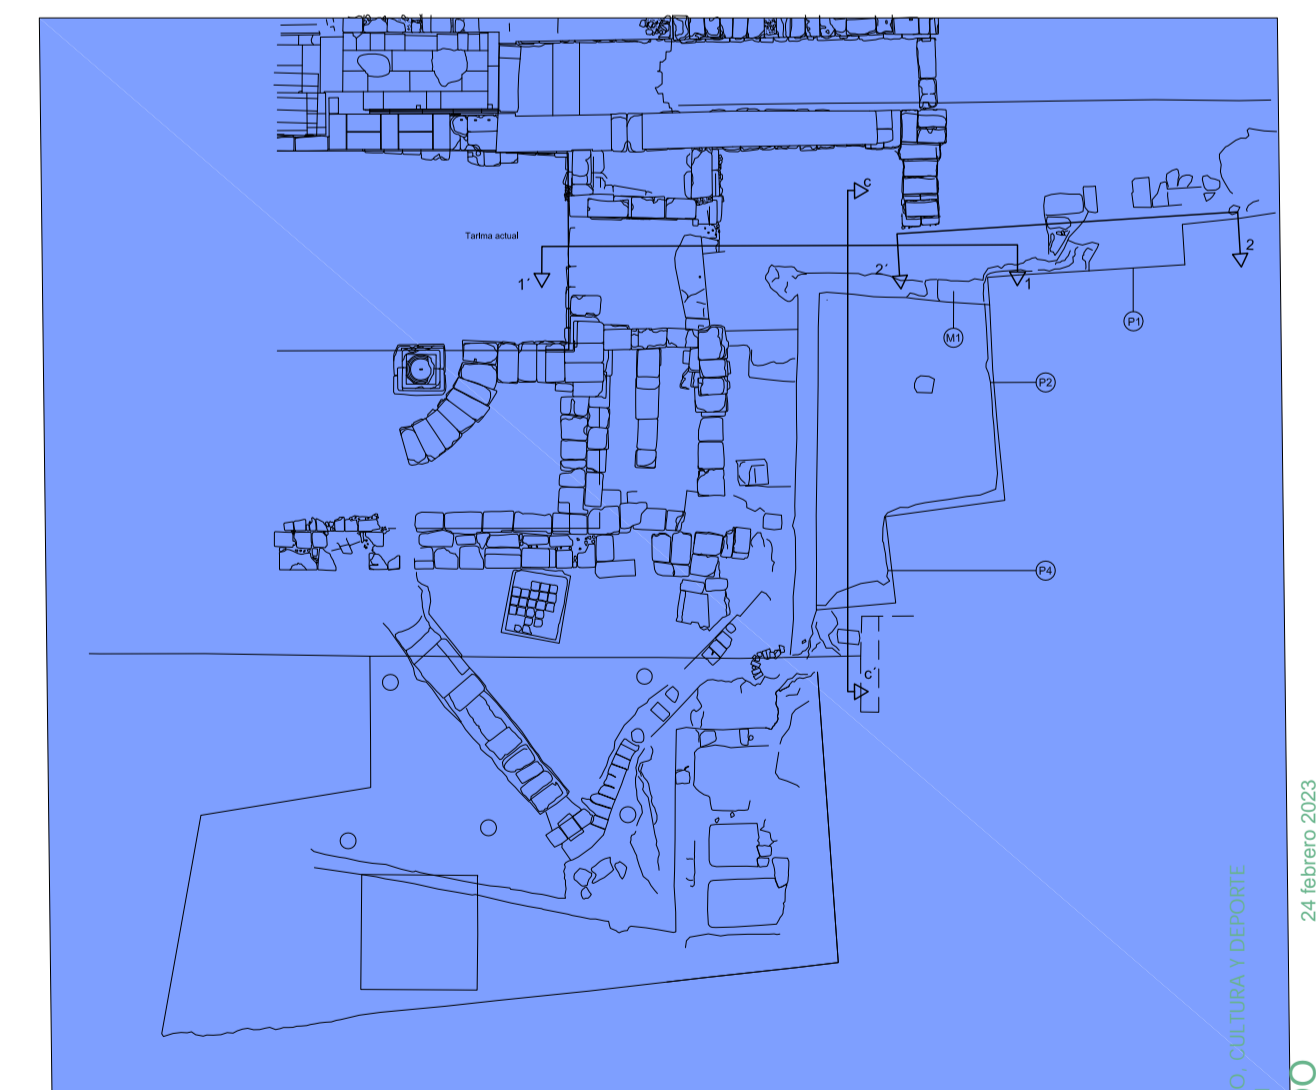 c
Tarima actual
1´
2´
1
2
M1
P1
P2
P4
c´
O, CULTURA Y DEPORTE
24 febrero 2023